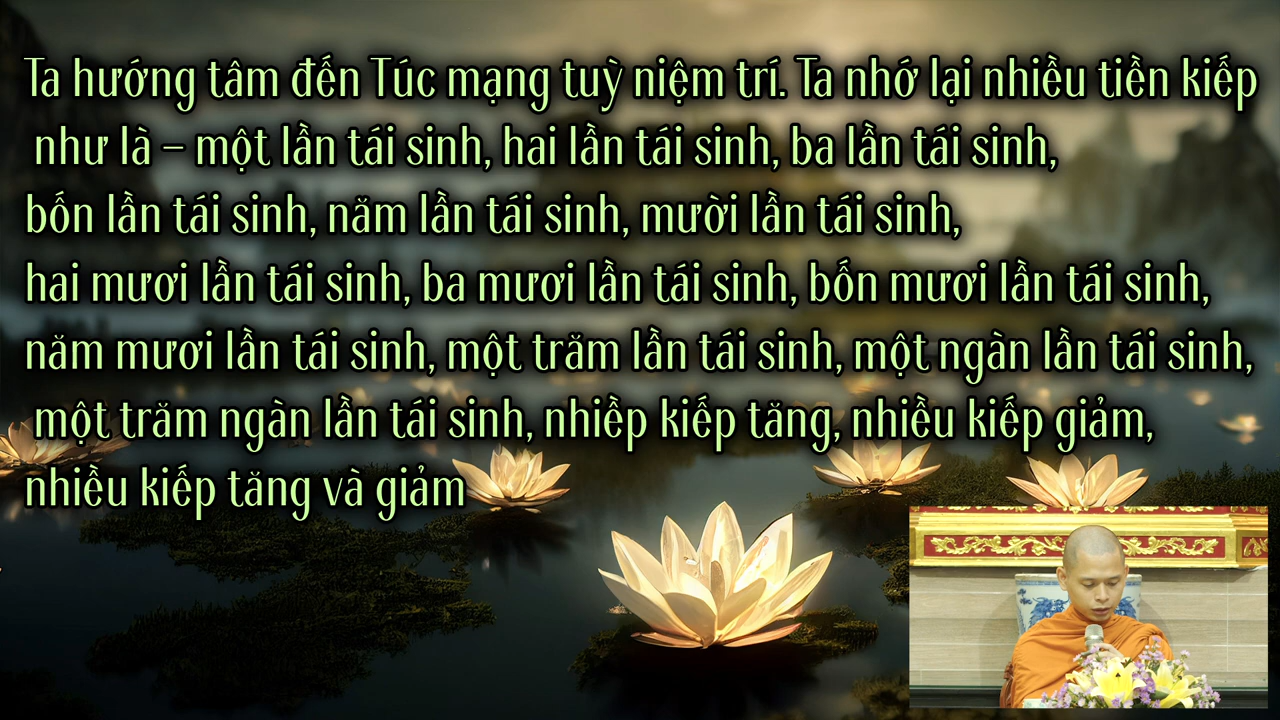 Ta hướng tâm đến Túc mạng tuỳ niệm trí. Ta nhớ lại nhiều tiền kiếp
như là – một lần tái sinh, hai lần tái sinh, ba lần tái sinh,
bốn lần tái sinh, năm lần tái sinh, mười lần tái sinh,
hai mươi lần tái sinh, ba mươi lần tái sinh, bốn mươi lần tái sinh,
năm mươi lần tái sinh, một trăm lần tái sinh, một ngàn lần tái sinh,
một trăm ngàn lần tái sinh, nhiềp kiếp tăng, nhiều kiếp giảm,
nhiều kiếp tăng và giảm